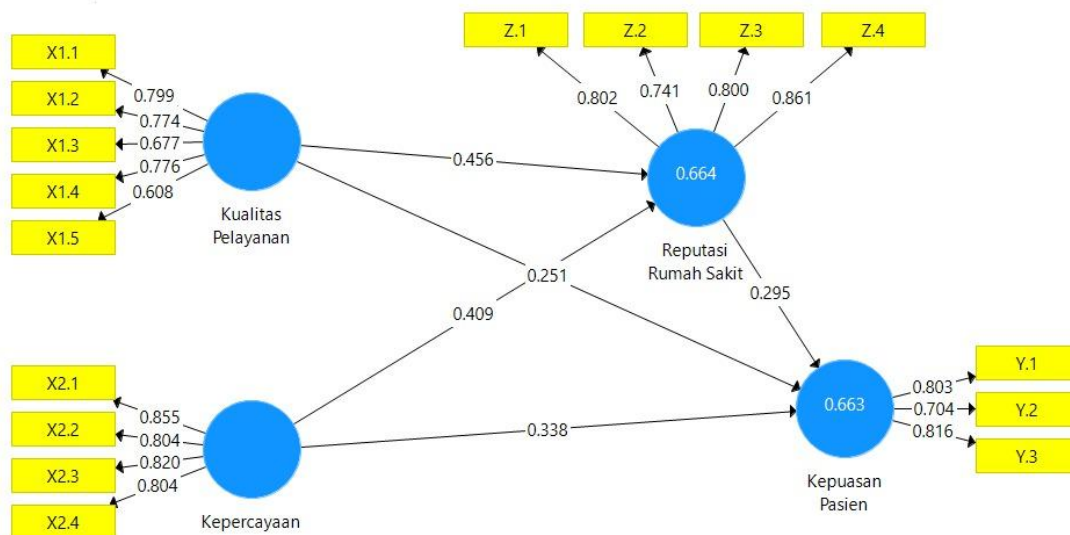 Z.1
Z.2
Z.3
Z.4
X1.1
X1.2
X1.3
X1.4
X1.5
0.799
0.774
0.677
0.776
0.608
0.802
0.741
0.800
0.861
Kualitas
Pelayanan
0.456
0.664
Reputasi
Rumah Sakit
0.251
0.409
0.295
X2.1
X2.2
X2.3
X2.4
0.855
0.804
0.820
0.804
Kepercayaan
0.338
0.663
Kepuasan
Pasien
0.803
0.704
0.816
Y.1
Y.2
Y.3